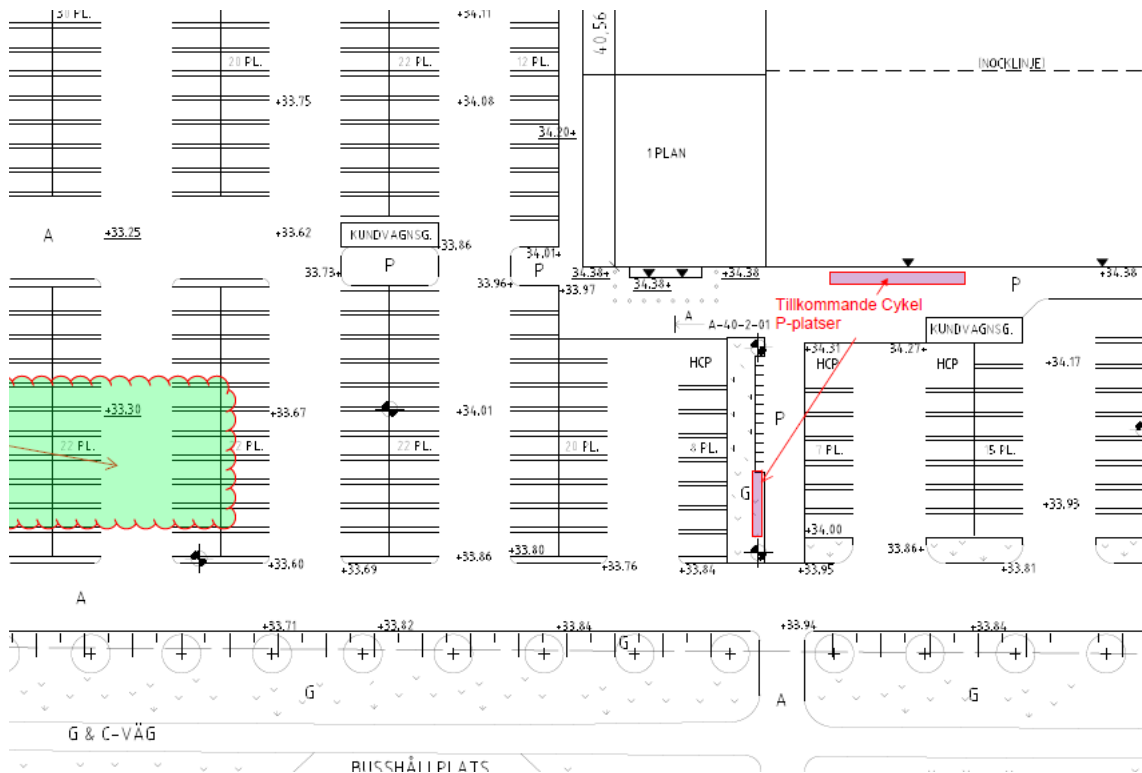 30 PL.
+34.11
40,56
20 PL.
22 PL.
12 PL.
(NOCKLINJE)
+33.75
+34.08
34.20+
1 PLAN
A
+33.25
+33.62
KUNDVAGNSG.
+33.86
34.01+
33.73+
P
P
33.96+
+33.97
34.38+
34.38+
+34.38
P
+34.38
Tillkommande Cykel
P-platser
A
A-40-2-01
KUNDVAGNSG.
HCP
+34.31
34.27+
HCP
HCP
+34.17
+33.30
+33.67
+34.01
P
22 PL.
22 PL.
20 PL.
8 PL.
7 PL.
15 PL.
G
+33.93
+34.00
+33.60
+33.69
+33.86
+33.80
+33.76
+33.84
+33.95
33.86+
+33.81
A
+33.71
+33.82
+33.84
G
+33.94
+33.84
G
A
G
G & C-VÄG
BUSSHÅLLPLATS